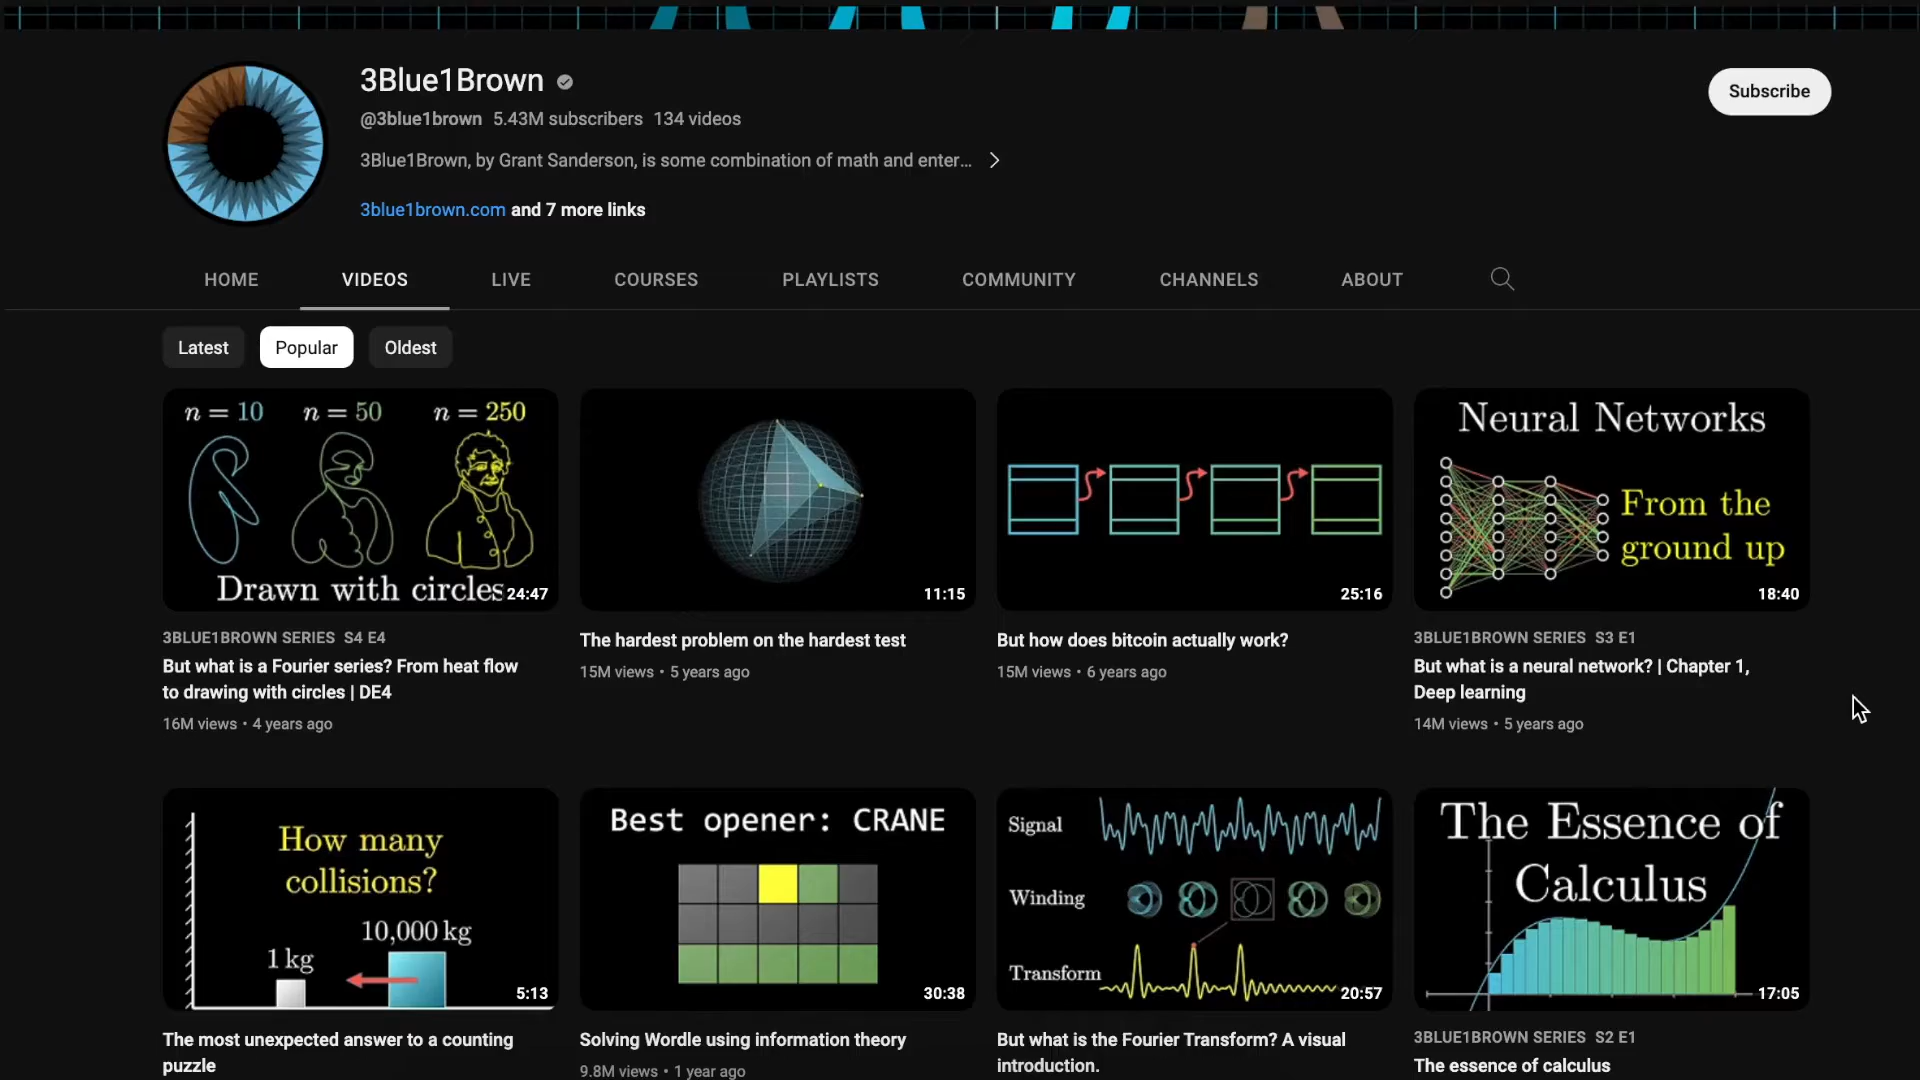 3Blue1Brown
@3blue1brown 5.43M subscribers 134 videos
3Blue1Brown, by Grant Sanderson, is some combination of math and enter...
3blue1brown.com and 7 more links
Subscribe
HOME VIDEOS LIVE COURSES PLAYLISTS COMMUNITY CHANNELS ABOUT
Latest Popular Oldest
n = 10 n = 50 n = 250
Drawn with circles
24:47
11:15
25:16
Neural Networks
From the
ground up
18:40
3BLUE1BROWN SERIES S4 E4
But what is a Fourier series? From heat flow
to drawing with circles | DE4
16M views • 4 years ago
The hardest problem on the hardest test
15M views • 5 years ago
But how does bitcoin actually work?
15M views • 6 years ago
3BLUE1BROWN SERIES S3 E1
But what is a neural network? | Chapter 1,
Deep learning
14M views • 5 years ago
How many
collisions?
10,000 kg
1 kg
5:13
Best opener: CRANE
30:38
Signal
Winding
Transform
20:57
The Essence of
Calculus
17:05
The most unexpected answer to a counting
puzzle
Solving Wordle using information theory
9.8M views • 1 year ago
But what is the Fourier Transform? A visual
introduction.
3BLUE1BROWN SERIES S2 E1
The essence of calculus